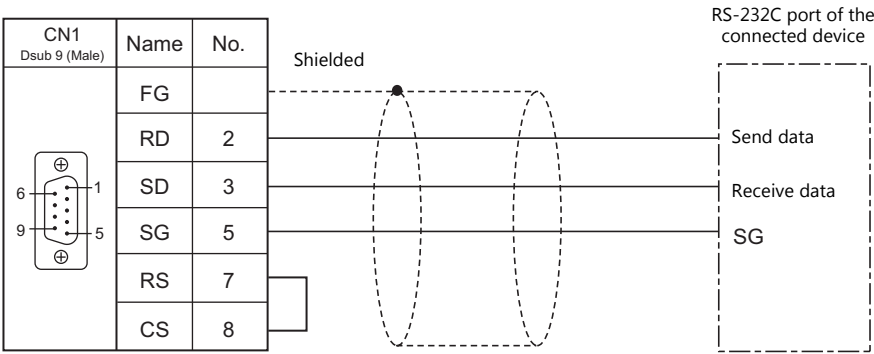 RS-232C port of the
connected device
CN1
Dsub 9 (Male)
Name
No.
Shielded
FG
RD
2
Send data
6
1
SD
3
Receive data
9
5
SG
5
SG
RS
7
CS
8